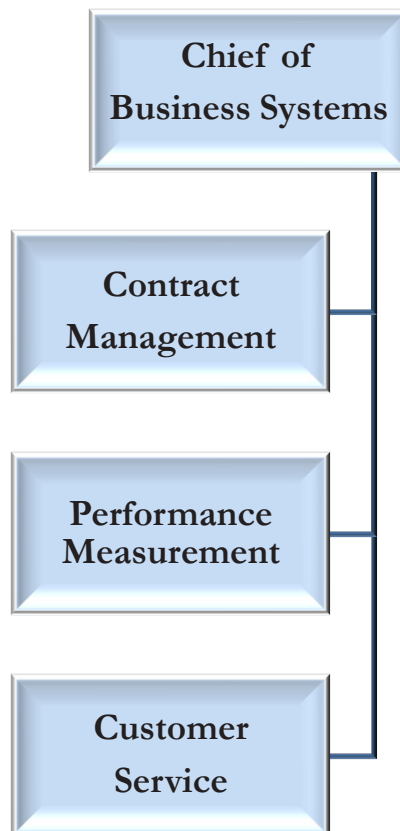 Chief of
Business Systems
Contract
Management
Performance
Measurement
Customer
Service